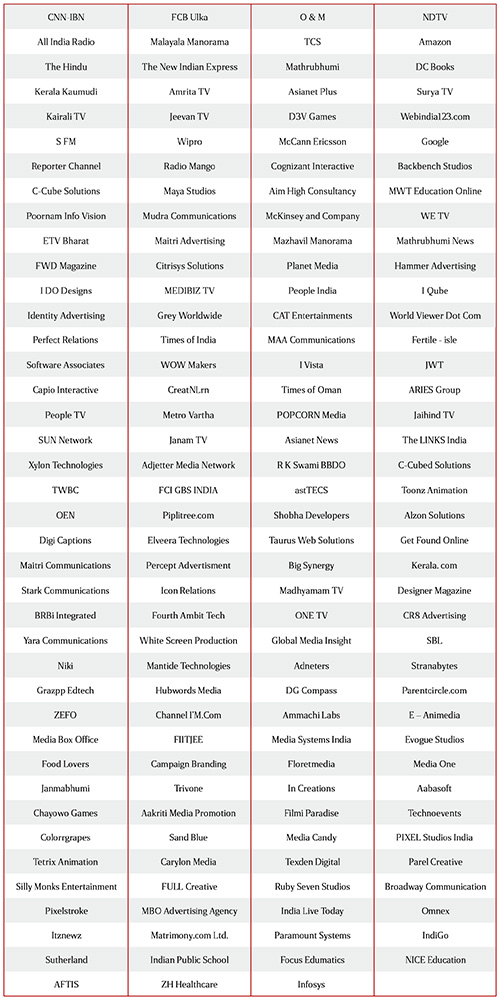 CNN-IBN FCB Ulka O & M NDTV
All India Radio Malayala Manorama TCS Amazon
The Hindu The New Indian Express Mathrubhumi DC Books
Kerala Kaumudi Amrita TV Asianet Plus Surya TV
Kairali TV Jeevan TV D3V Games Webindia123.com
S FM Wipro McCann Ericsson Google
Reporter Channel Radio Mango Cognizant Interactive Backbench Studios
C-Cube Solutions Maya Studios Aim High Consultancy MWT Education Online
Poornam Info Vision Mudra Communications McKinsey and Company WE TV
ETV Bharat Maitri Advertising Mazhavil Manorama Mathrubhumi News
FWD Magazine Citrisys Solutions Planet Media Hammer Advertising
I DO Designs MEDIBIZ TV People India I Qube
Identity Advertising Grey Worldwide CAT Entertainments World Viewer Dot Com
Perfect Relations Times of India MAA Communications Fertile - isle
Software Associates WOW Makers I Vista JWT
Capio Interactive CreatNLrn Times of Oman ARIES Group
People TV Metro Vartha POPCORN Media Jaihind TV
SUN Network Janam TV Asianet News The LINKS India
Xylon Technologies Adjetter Media Network R K Swami BBDO C-Cubed Solutions
TWBC FCI GBS INDIA astTECS Toonz Animation
OEN Piplitree.com Shobha Developers Alzon Solutions
Digi Captions Elveera Technologies Taurus Web Solutions Get Found Online
Maitri Communications Percept Advertisment Big Synergy Kerala. com
Stark Communications Icon Relations Madhyamam TV Designer Magazine
BRBi Integrated Fourth Ambit Tech ONE TV CR8 Advertising
Yara Communications White Screen Production Global Media Insight SBL
Niki Mantide Technologies Adneters Stranabytes
Grazpp Edtech Hubwords Media DG Compass Parentcircle.com
ZEFO Channel I'M.Com Ammachi Labs E – Animedia
Media Box Office FIITJEE Media Systems India Evogue Studios
Food Lovers Campaign Branding Floretmedia Media One
Janmabhumi Trivone In Creations Aabasoft
Chayowo Games Aakriti Media Promotion Filmi Paradise Technoevents
Colorrgrapes Sand Blue Media Candy PIXEL Studios India
Tetrix Animation Carylon Media Texden Digital Parel Creative
Silly Monks Entertainment FULL Creative Ruby Seven Studios Broadway Communication
Pixelstroke MBO Advertising Agency India Live Today Omnex
Itznewz Matrimony.com Ltd. Paramount Systems IndiGo
Sutherland Indian Public School Focus Edumatics NICE Education
AFTIS ZH Healthcare Infosys